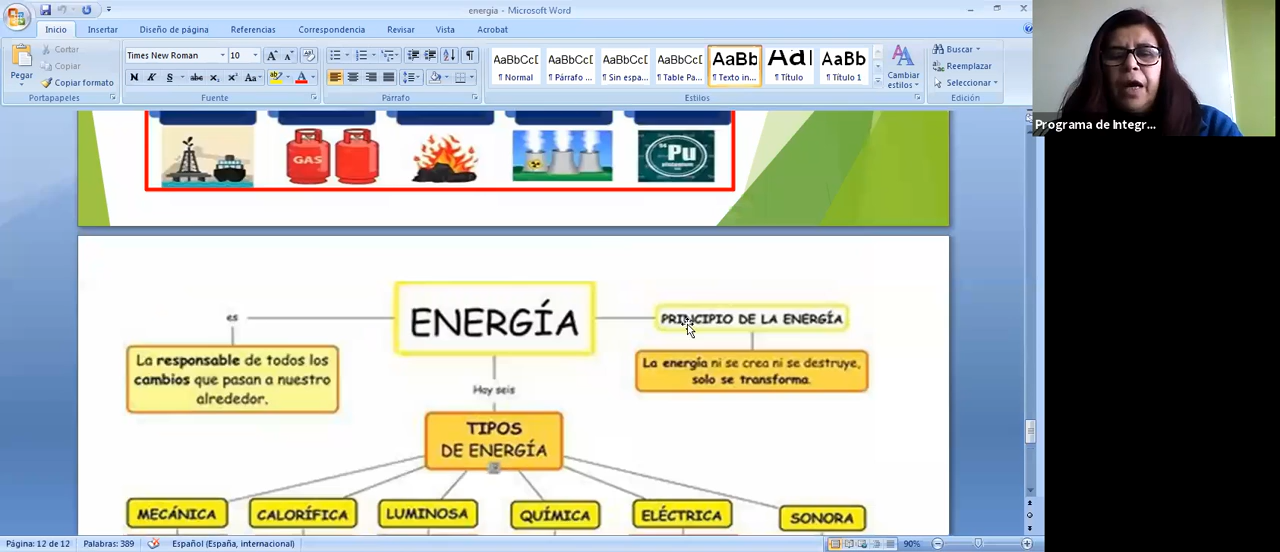 energia - Microsoft Word
Inicio Insertar Diseño de página Referencias Correspondencia Revisar Vista Acrobat
Pegar
Cortar
Copiar
Copiar formato
Portapapeles
Times New Roman 10
Fuente
Párrafo
AaBbCcD AaBbCcD AaBbCcD AaBbCcD AaBb AaI AaBb
¶ Normal ¶ Párrafo ... ¶ Sin espa... ¶ Table Pa... ¶ Texto in... ¶ Título ¶ Título 1
Cambiar
estilos
Estilos
Buscar
Reemplazar
Seleccionar
Edición
Programa de Integr...
GAS
Pu
ENERGÍA
es
La responsable de todos los
cambios que pasan a nuestro
alrededor.
PRINCIPIO DE LA ENERGÍA
La energía ni se crea ni se destruye,
solo se transforma.
Hay seis
TIPOS
DE ENERGÍA
MECÁNICA CALORÍFICA LUMINOSA QUÍMICA ELÉCTRICA SONORA
Página: 12 de 12 Palabras: 389 Español (España, internacional) 90%